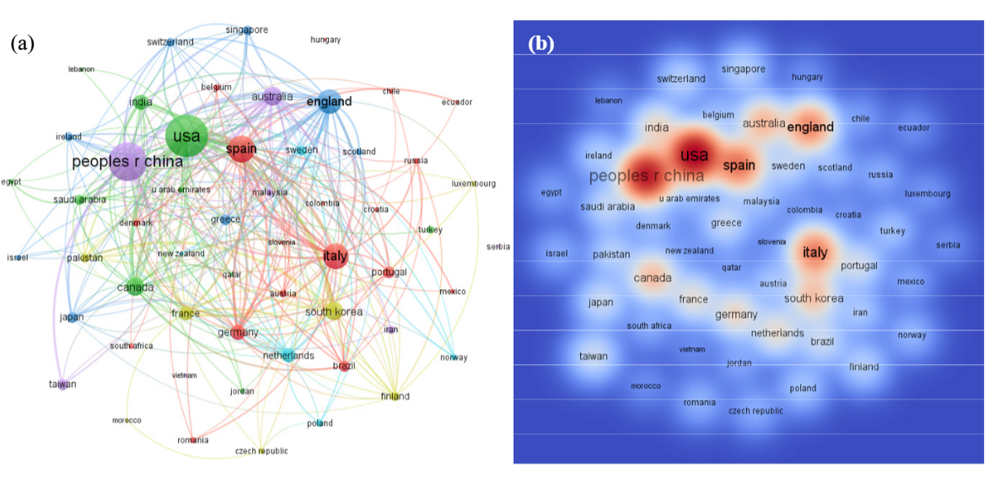 (a)
singapore
switzerland
hungary
lebanon
belgium
chile
india
australia
england
ecuador
ireland
usa
spain
sweden
scotland
peoples r china
russia
egypt
luxembourg
u arab emirates
malaysia
saudi arabia
colombia
croatia
denmark
greece
turkey
slovenia
serbia
israel
pakistan
new zealand
italy
qatar
portugal
canada
austria
mexico
france
south korea
japan
germany
iran
south africa
netherlands
norway
brazil
vietnam
taiwan
jordan
finland
morocco
poland
romania
czech republic
(b)
singapore
switzerland
hungary
lebanon
belgium
chile
india
australia
england
ecuador
ireland
usa
spain
sweden
scotland
peoples r china
russia
egypt
luxembourg
u arab emirates
malaysia
saudi arabia
colombia
croatia
denmark
greece
turkey
slovenia
serbia
israel
pakistan
new zealand
italy
qatar
portugal
canada
austria
mexico
france
south korea
japan
germany
iran
south africa
netherlands
norway
brazil
vietnam
taiwan
jordan
finland
morocco
poland
romania
czech republic